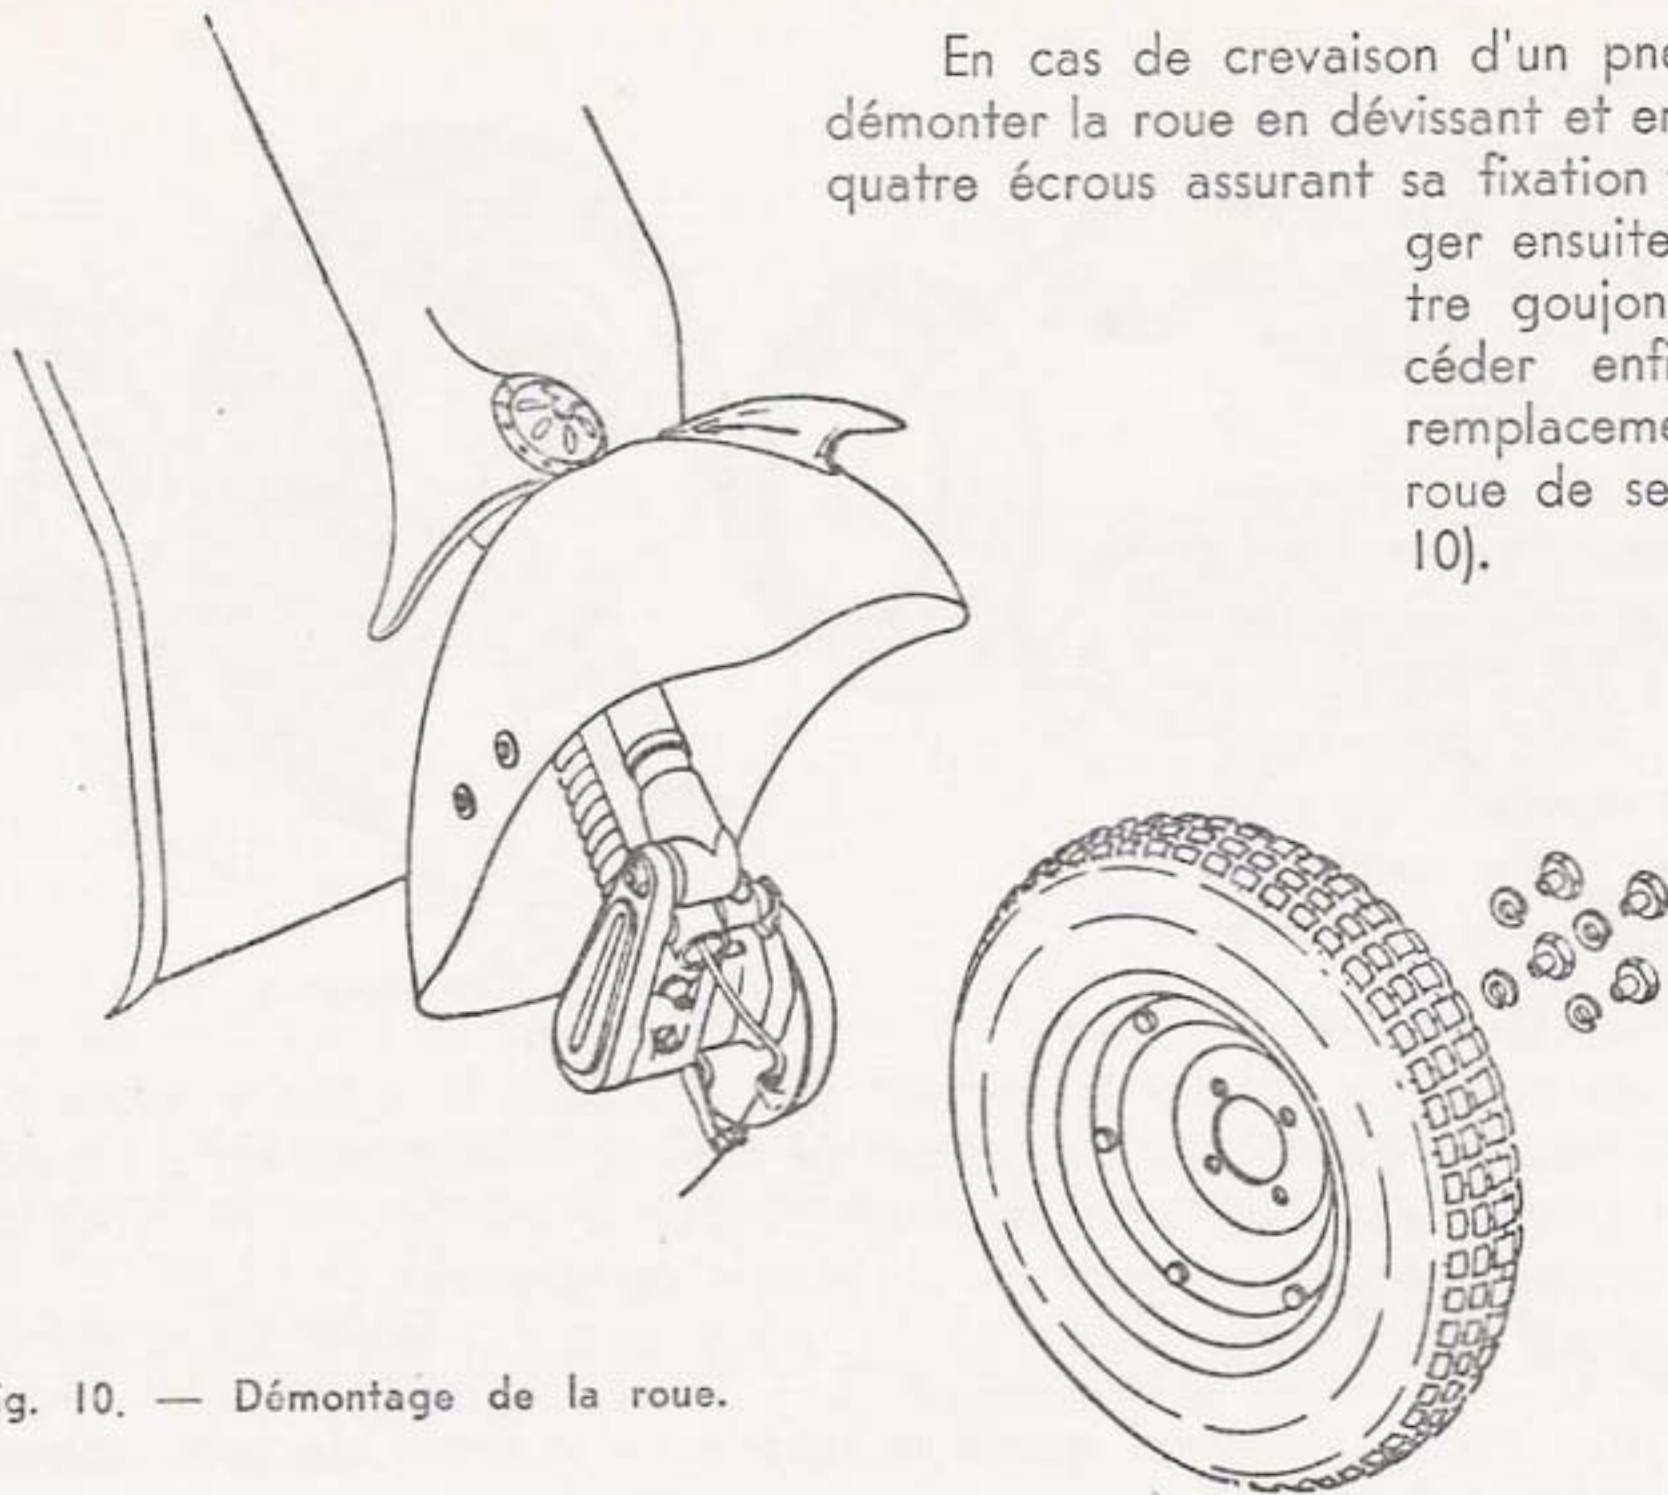 En cas de crevaison d'un pne
démonter la roue en dévissant et en
quatre écrous assurant sa fixation
ger ensuite
tre goujon
céder enfi
remplaceme
roue de se
10).
ig. 10. — Démontage de la roue.